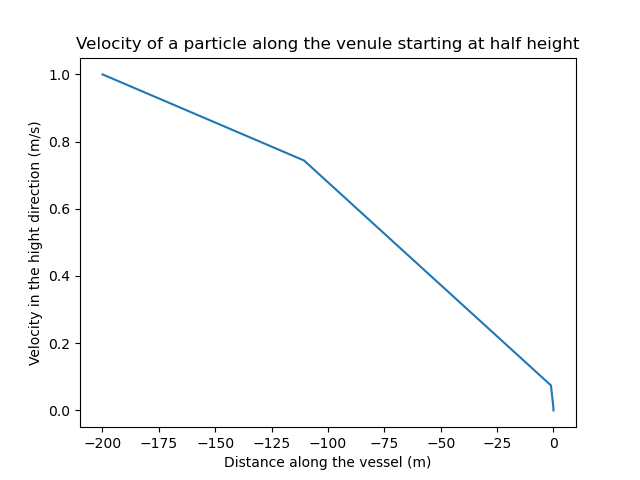 Velocity of a particle along the venule starting at half height
1.0
0.8
0.6
0.4
0.2
0.0
Velocity in the hight direction (m/s)
−200 −175 −150 −125 −100 −75 −50 −25 0
Distance along the vessel (m)